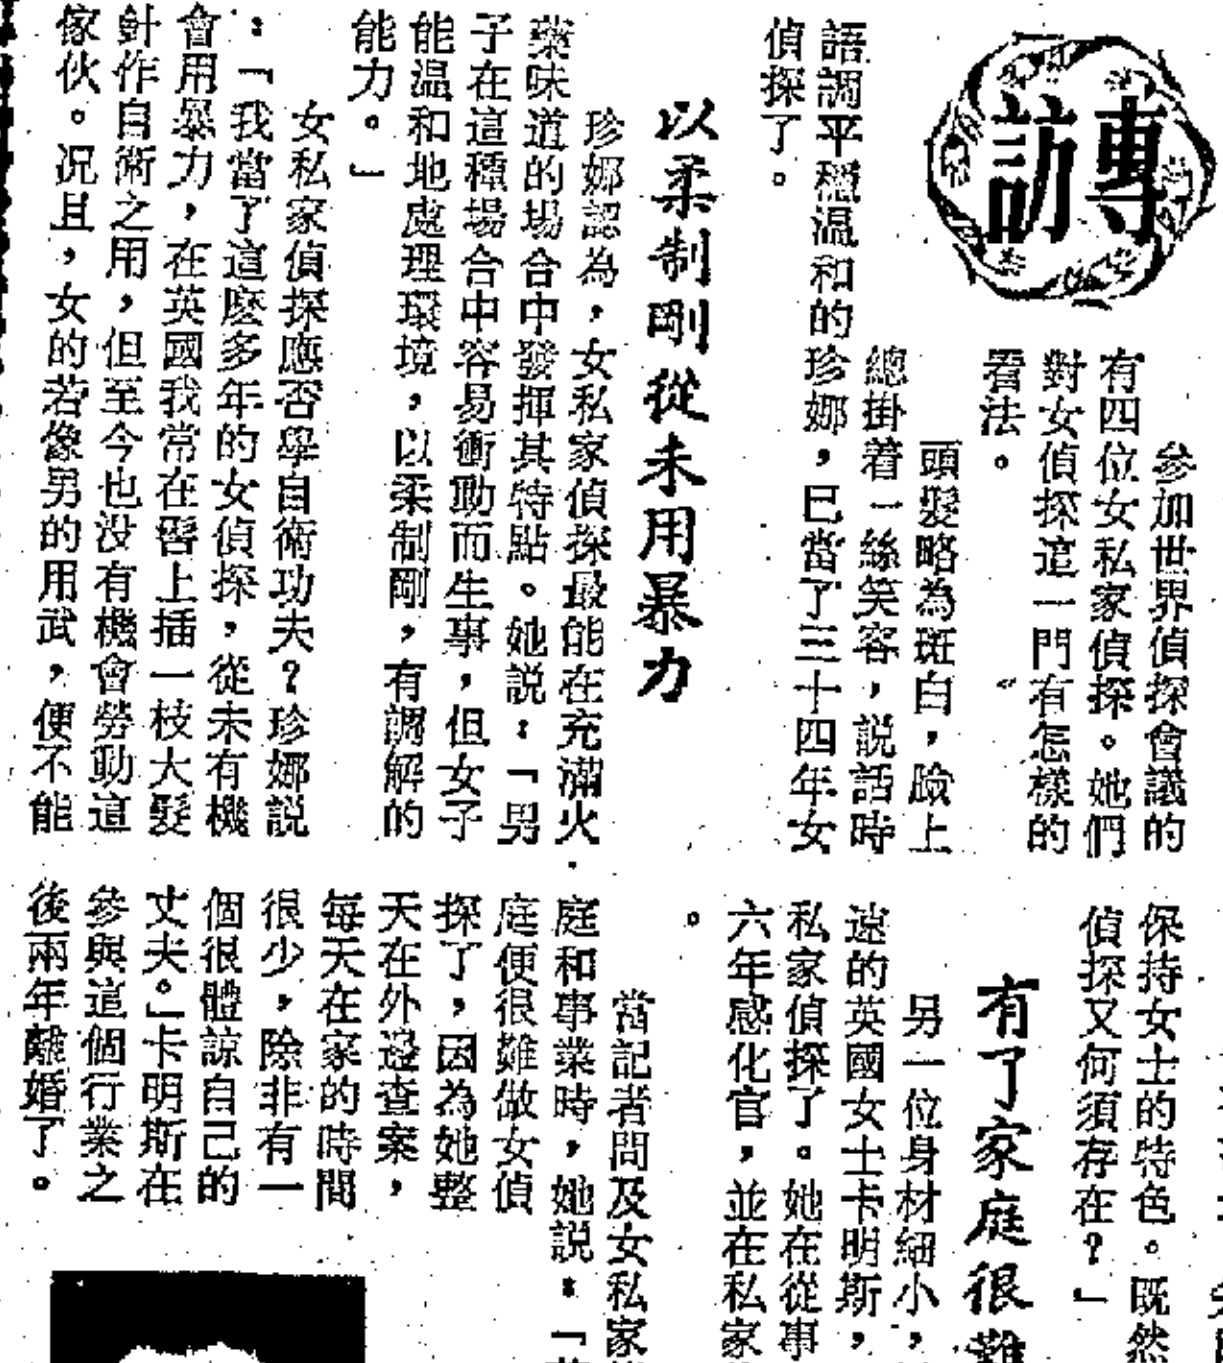 專訪
參加世界偵探會議的
有四位女私家偵探。她們
對女偵探這一門有怎樣的
看法。
頭髮略為斑白，臉上
總掛着一絲笑容，説話時
語調平穩温和的珍娜，已當了三十四年女
偵探了。
以柔制剛從未用暴力
珍娜認為，女私家偵探最能在充滿火
藥味道的場合中發揮其特點。她説：「男
子在這種場合中容易衝動而生事，但女子
能温和地處理環境，以柔制剛，有調解的
能力。」
女私家偵探應否學自衛功夫？珍娜説
：「我當了這麽多年的女偵探，從未有機
會用暴力，在英國我常在髻上插一枝大髮
針作自衛之用，但至今也没有機會勞動這
傢伙。况且，女的若像男的用武，便不能
保持女士的特色。既然
偵探又何須存在？」
有了家庭很難
另一位身材細小，
遠的英國女士卡明斯，
私家偵探了。她在從事
六年感化官，並在私家
。
當記者問及女私家
庭和事業時，她説：「
庭便很難做女偵
探了，因為她整
天在外邊查案，
每天在家的時間
很少，除非有一
個很體諒自己的
丈夫。」卡明斯在
參與這個行業之
後兩年離婚了。